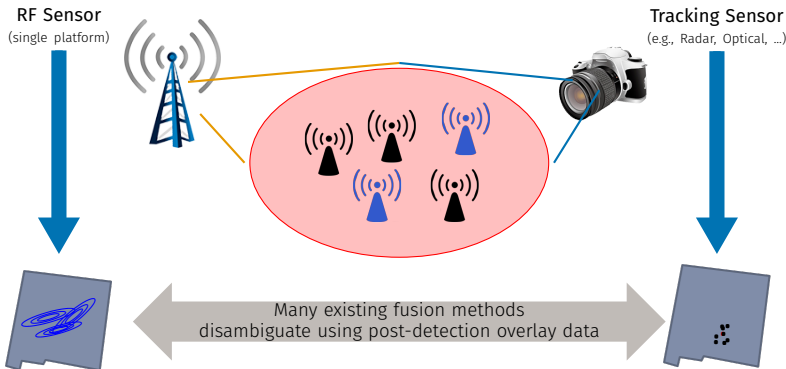 RF Sensor
(single platform)
Tracking Sensor
(e.g., Radar, Optical, ...)
Many existing fusion methods
disambiguate using post-detection overlay data